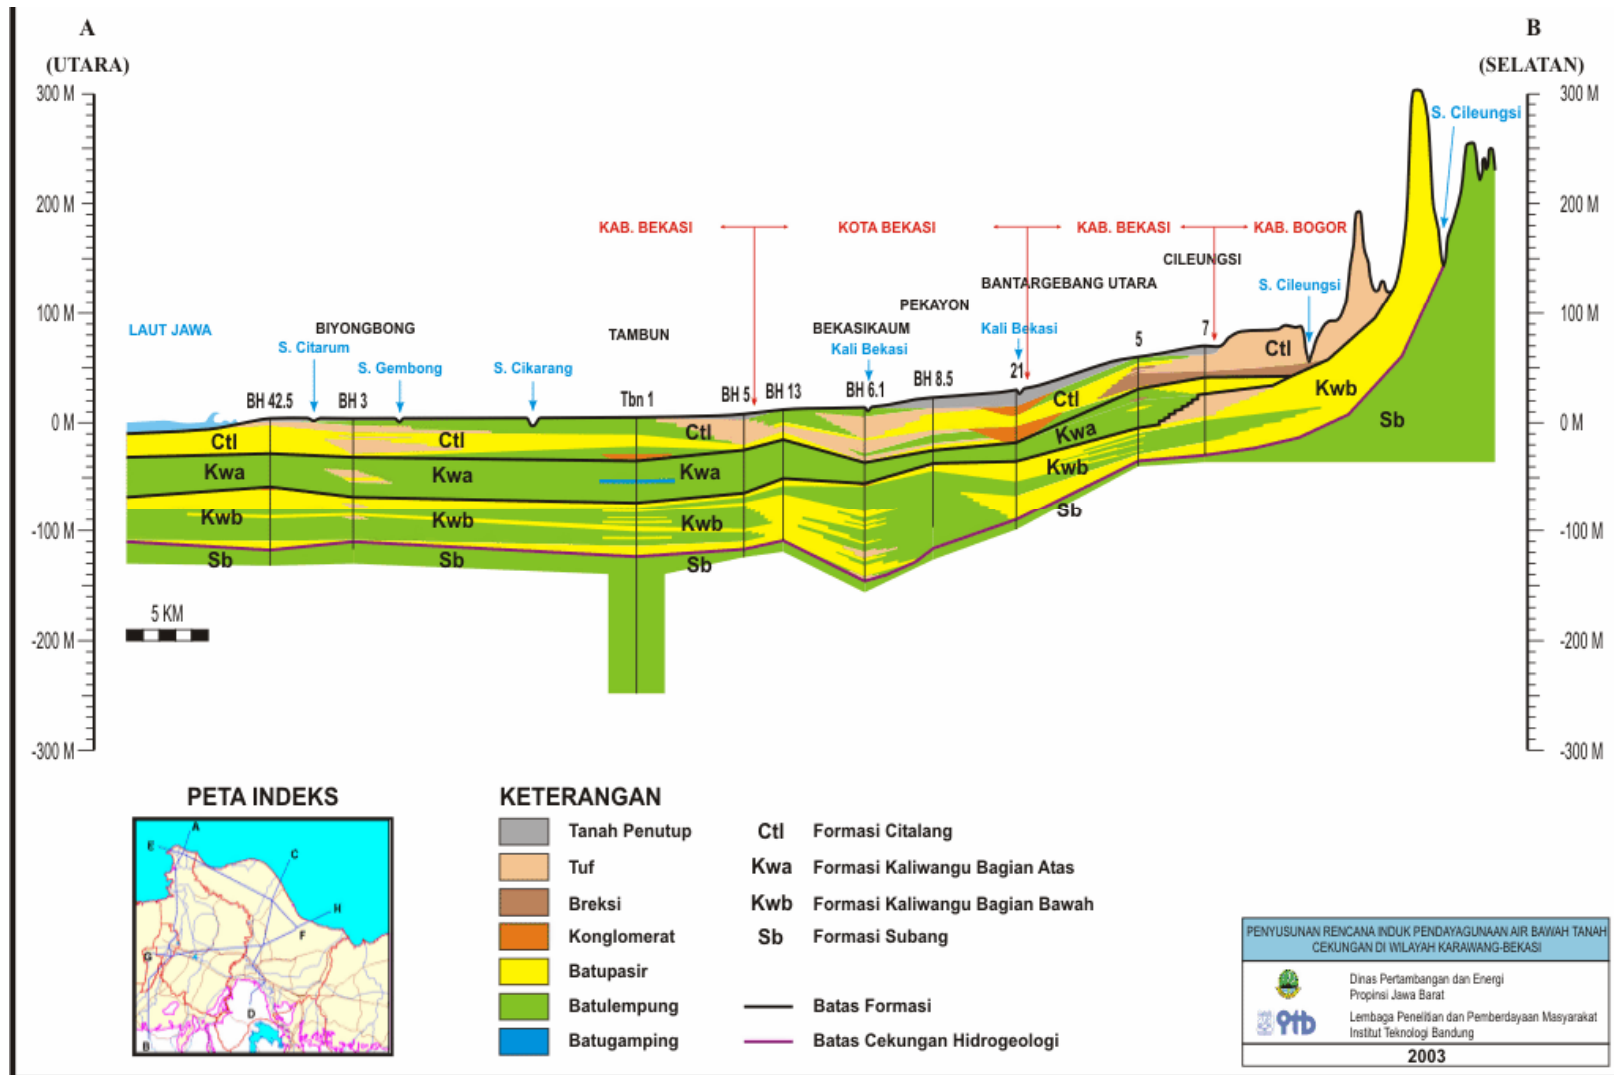 A
B
(UTARA)
(SELATAN)
300 M
300 M
S. Cileungsi
200 M
200 M
KAB. BEKASI
KOTA BEKASI
KAB. BEKASI
KAB. BOGOR
CILEUNGSI
BANTARGEBANG UTARA
S. Cileungsi
PEKAYON
100 M
100 M
LAUT JAWA
BIYONGBONG
TAMBUN
BEKASIKAUM
Kali Bekasi
S. Citarum
Kali Bekasi
S. Gembong
S. Cikarang
BH 42.5
BH 3
Tbn 1
BH 5
BH 13
BH 6.1
BH 8.5
21
5
7
0 M
0 M
Ctl
Ctl
Ctl
Ctl
Ctl
Kwa
Kwa
Kwa
Kwa
Kwb
Kwb
Kwb
Kwb
Kwb
Sb
Sb
Sb
Sb
Sb
-100 M
-100 M
5 KM
-200 M
-200 M
-300 M
-300 M
PETA INDEKS
A
E
C
H
F
G
D
B
KETERANGAN
Tanah Penutup
Tuf
Breksi
Konglomerat
Batupasir
Batulempung
Batugamping
Ctl Formasi Citalang
Kwa Formasi Kaliwangu Bagian Atas
Kwb Formasi Kaliwangu Bagian Bawah
Sb Formasi Subang
Batas Formasi
Batas Cekungan Hidrogeologi
PENYUSUNAN RENCANA INDUK PENDAYAGUNAAN AIR BAWAH TANAH
CEKUNGAN DI WILAYAH KARAWANG-BEKASI
Dinas Pertambangan dan Energi
Propinsi Jawa Barat
Lembaga Penelitian dan Pemberdayaan Masyarakat
Institut Teknologi Bandung
2003